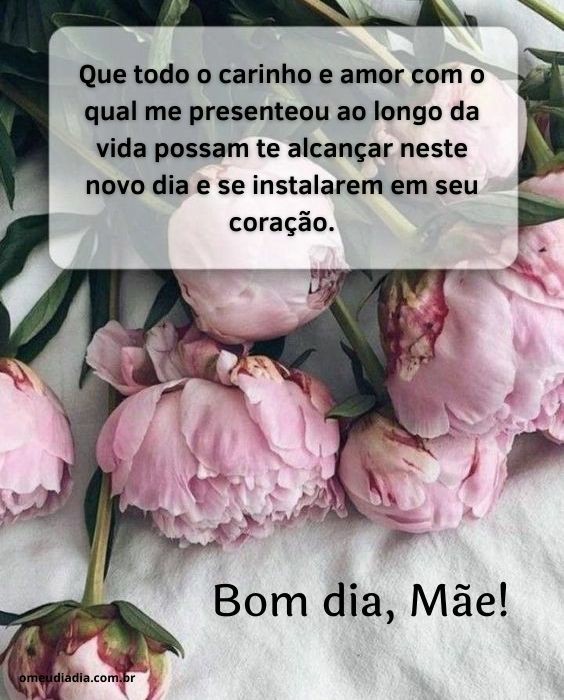 Que todo o carinho e amor com o
qual me presenteou ao longo da
vida possam te alcançar neste
novo dia e se instalarem em seu
coração.
Bom dia, Mãe!
omeudiadia.com.br